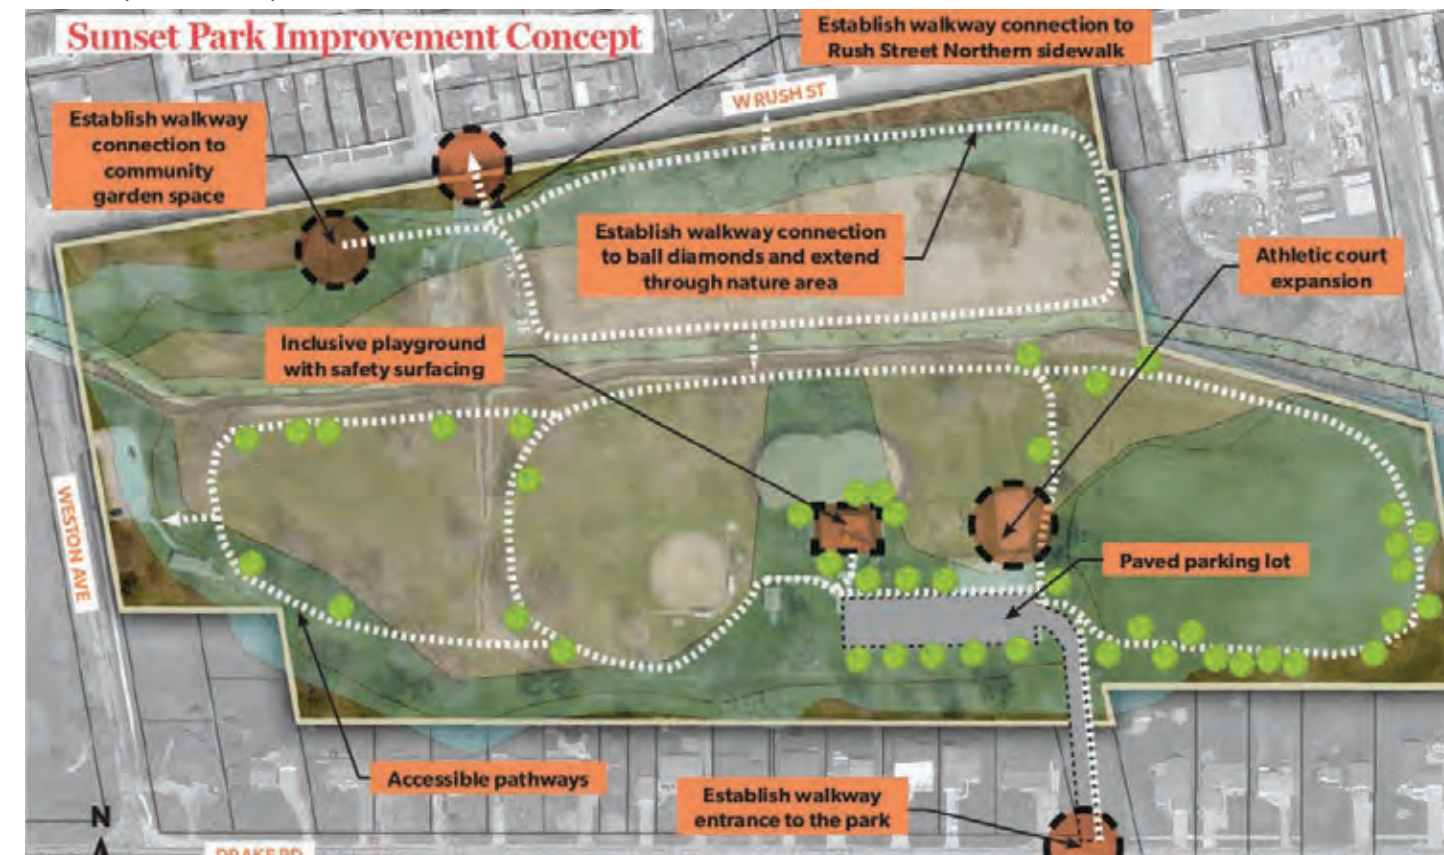 Sunset Park Improvement Concept
Establish walkway connection to
Rush Street Northern sidewalk
W RUSH ST
Establish walkway
connection to
community
garden space
Establish walkway connection
to ball diamonds and extend
through nature area
Athletic court
expansion
Inclusive playground
with safety surfacing
WESTON AVE
Paved parking lot
Accessible pathways
Establish walkway
entrance to the park
N
DRAKE RD